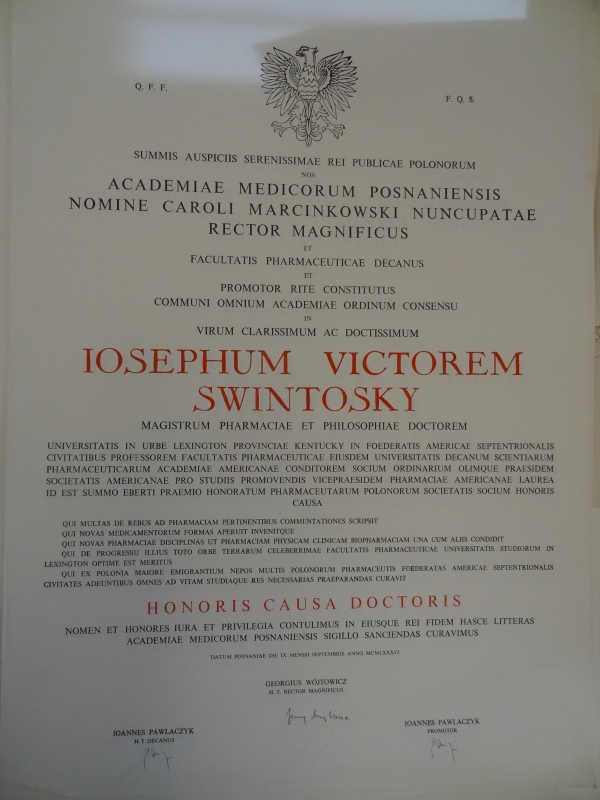 Q. F. F.
F. Q. S.
SUMMIS AUSPICIIS SERENISSIMAE REI PUBLICAE POLONORUM
NOS
ACADEMIAE MEDICORUM POSNANIENSIS
NOMINE CAROLI MARCINKOWSKI NUNCUPATAE
RECTOR MAGNIFICUS
ET
FACULTATIS PHARMACEUTICAE DECANUS
ET
PROMOTOR RITE CONSTITUTUS
COMMUNI OMNIUM ACADEMIAE ORDINUM CONSENSU
IN
VIRUM CLARISSIMUM AC DOCTISSIMUM
IOSEPHUM VICTOREM
SWINTOSKY
MAGISTRUM PHARMACIAE ET PHILOSOPHIAE DOCTOREM
UNIVERSITATIS IN URBE LEXINGTON PROVINCIAE KENTUCKY IN FOEDERATIS AMERICAE SEPTENTRIONALIS
CIVITATIBUS PROFESSOREM FACULTATIS PHARMACEUTICAE EIUSDEM UNIVERSITATIS DECANUM SCIENTIARUM
PHARMACEUTICARUM ACADEMIAE AMERICANAE CONDITOREM SOCIUM ORDINARIUM OLIMQUE PRAESIDEM
SOCIETATIS AMERICANAE PRO STUDIIS PROMOVENDIS VICEPRAESIDEM PHARMACIAE AMERICANAE LAUREA
ID EST SUMMO EBERTI PRAEMIO HONORATUM PHARMACEUTARUM POLONORUM SOCIETATIS SOCIUM HONORIS
CAUSA
QUI MULTAS DE REBUS AD PHARMACIAM PERTINENTIBUS COMMENTATIONES SCRIPSIT
QUI NOVAS MEDICAMENTORUM FORMAS APERUIT INVENITQUE
QUI NOVAS PHARMACIAE DISCIPLINAS UT PHARMACIAM PHYSICAM CLINICAM BIOPHARMACIAM UNA CUM ALIIS CONDIDIT
QUI DE PROGRESSU ILLIUS TOTO ORBE TERRARUM CELEBERRIMAE FACULTATIS PHARMACEUTICAE UNIVERSITATIS STUDIORUM IN
LEXINGTON OPTIME EST MERITUS
QUI EX POLONIA MAIORE EMIGRANTIUM NEPOS MULTIS POLONORUM PHARMACEUTIS FOEDERATAS AMERICAE SEPTENTRIONALIS
CIVITATES ADEUNTIBUS OMNES AD VITAM STUDIAQUE RES NECESSARIAS PRAEPARANDAS CURAVIT
HONORIS CAUSA DOCTORIS
NOMEN ET HONORES IURA ET PRIVILEGIA CONTULIMUS IN EIUSQUE REI FIDEM HASCE LITTERAS
ACADEMIAE MEDICORUM POSNANIENSIS SIGILLO SANCIENDAS CURAVIMUS
DATUM POSNANIAE DIE IX MENSIS SEPTEMBRIS ANNO MCMLXXXVI
GEORGIUS WÓJTOWICZ
H. T. RECTOR MAGNIFICUS
IOANNES PAWLACZYK
H. T. DECANUS
IOANNES PAWLACZYK
PROMOTOR